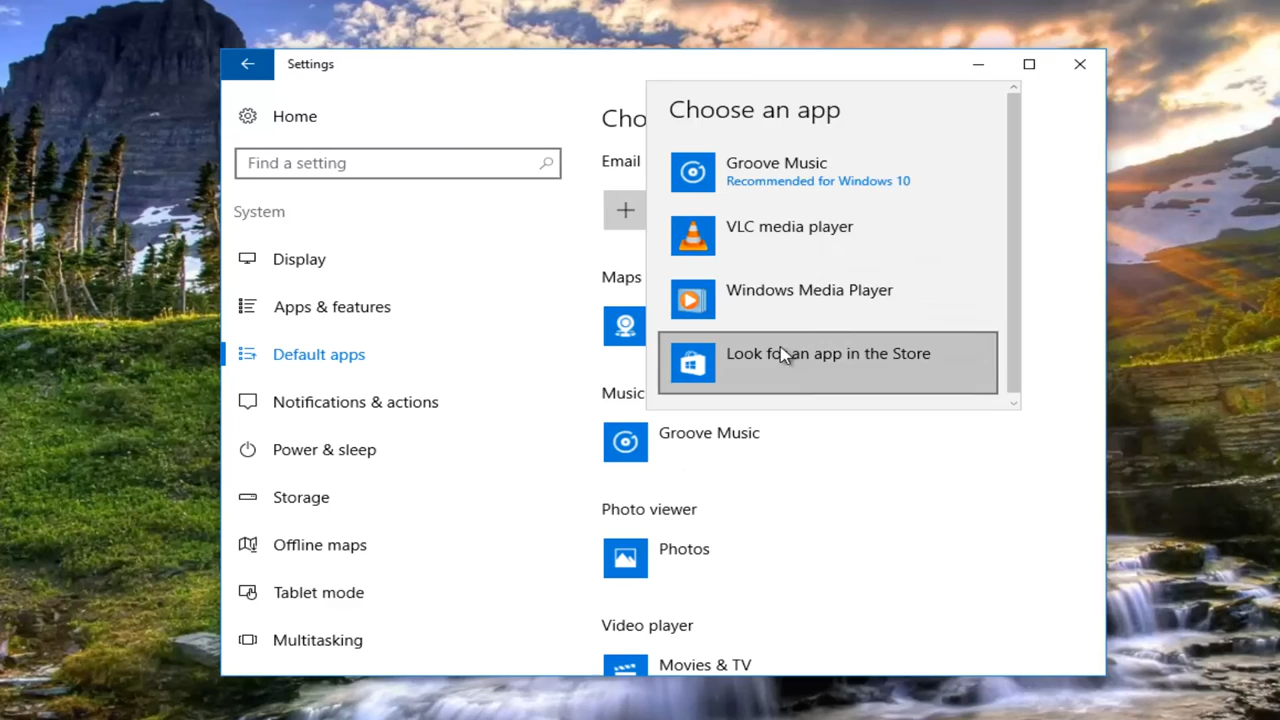 Settings
Home
Find a setting
System
Display
Apps & features
Default apps
Notifications & actions
Power & sleep
Storage
Offline maps
Tablet mode
Multitasking
Cho
Email
Maps
Music
Groove Music
Photo viewer
Photos
Video player
Movies & TV
Choose an app
Groove Music
Recommended for Windows 10
VLC media player
Windows Media Player
Look for an app in the Store